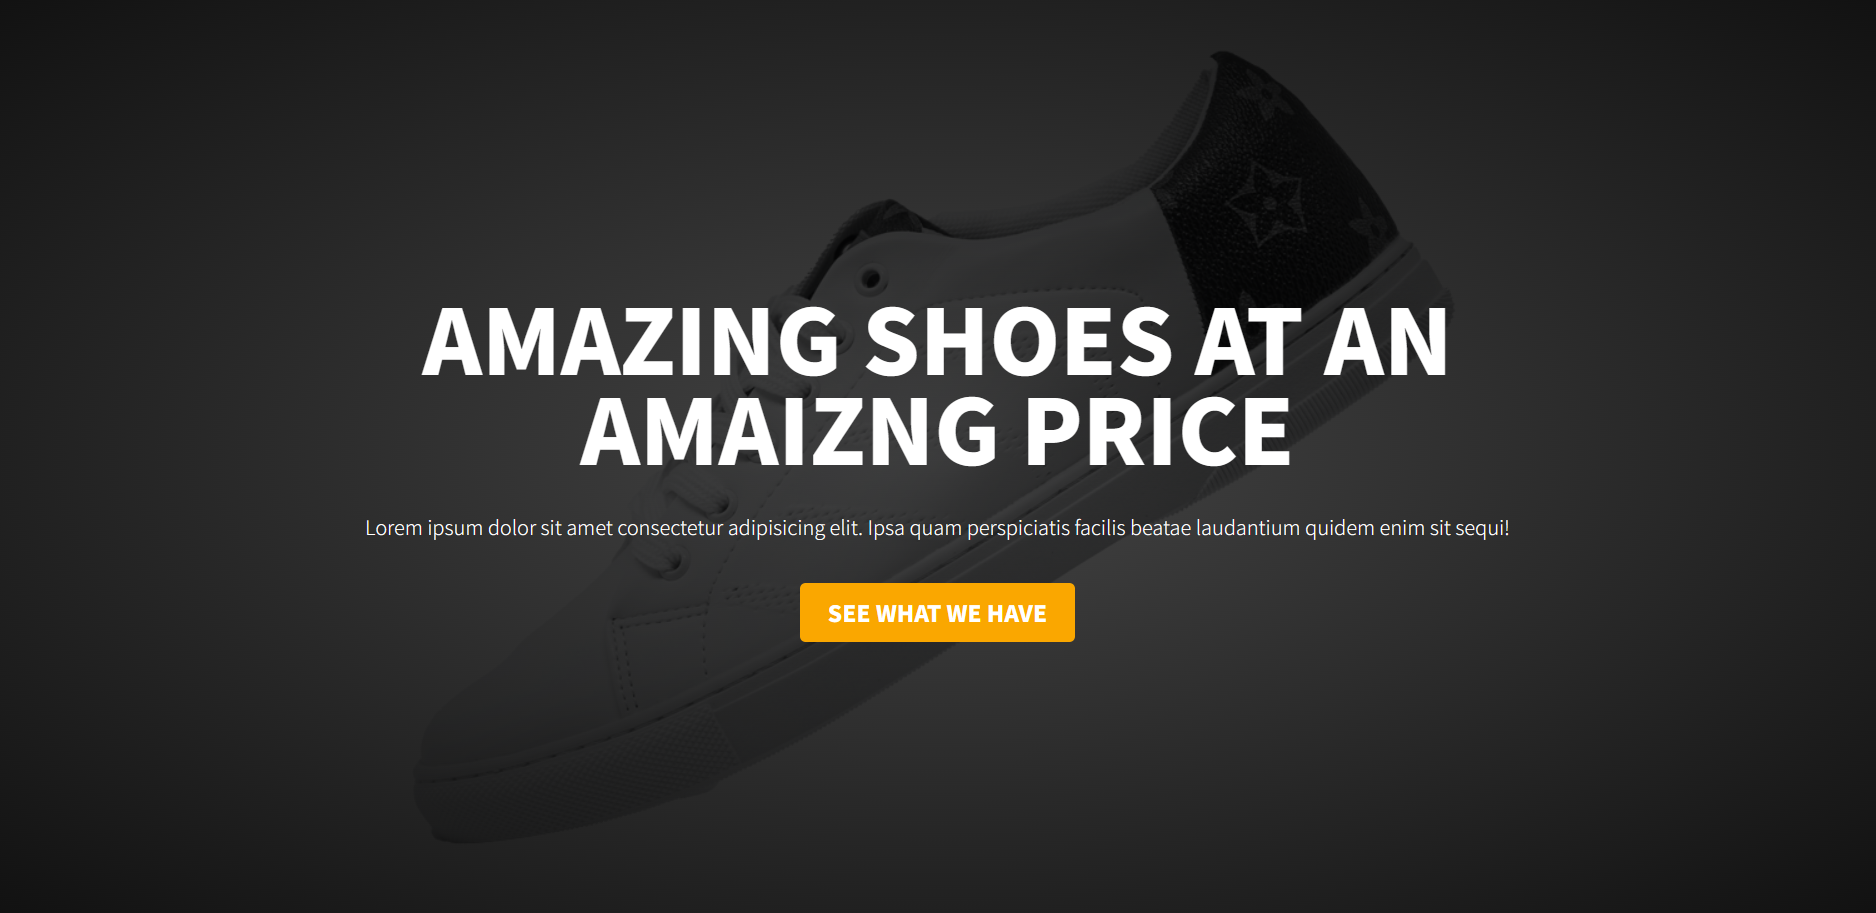 AMAZING SHOES AT AN
AMAIZNG PRICE
Lorem ipsum dolor sit amet consectetur adipisicing elit. Ipsa quam perspiciatis facilis beatae laudantium quidem enim sit sequi!
SEE WHAT WE HAVE